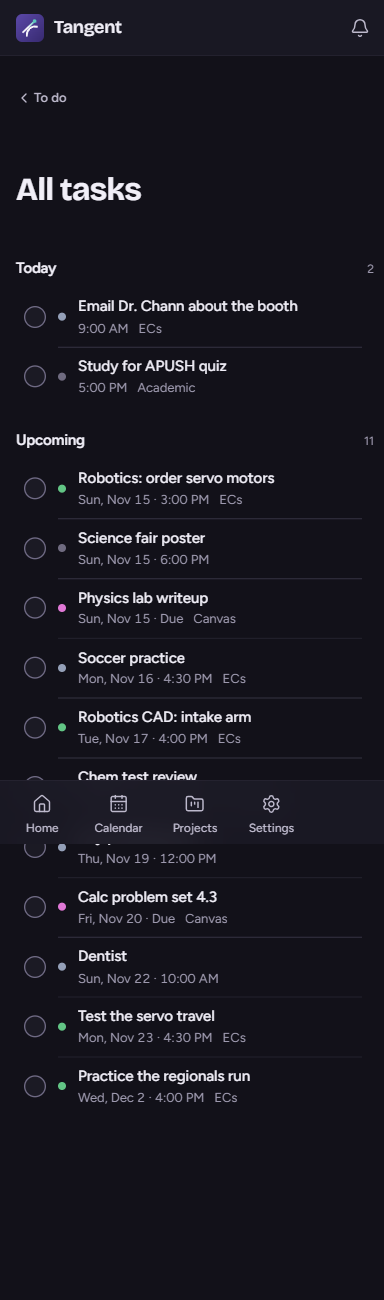 Tangent
To do
All tasks
Today 2
Email Dr. Chann about the booth
9:00 AM ECs
Study for APUSH quiz
5:00 PM Academic
Upcoming 11
Robotics: order servo motors
Sun, Nov 15 · 3:00 PM ECs
Science fair poster
Sun, Nov 15 · 6:00 PM
Physics lab writeup
Sun, Nov 15 · Due Canvas
Soccer practice
Mon, Nov 16 · 4:30 PM ECs
Robotics CAD: intake arm
Tue, Nov 17 · 4:00 PM ECs
Chem test review
Home Calendar Projects Settings
Thu, Nov 19 · 12:00 PM
Calc problem set 4.3
Fri, Nov 20 · Due Canvas
Dentist
Sun, Nov 22 · 10:00 AM
Test the servo travel
Mon, Nov 23 · 4:30 PM ECs
Practice the regionals run
Wed, Dec 2 · 4:00 PM ECs